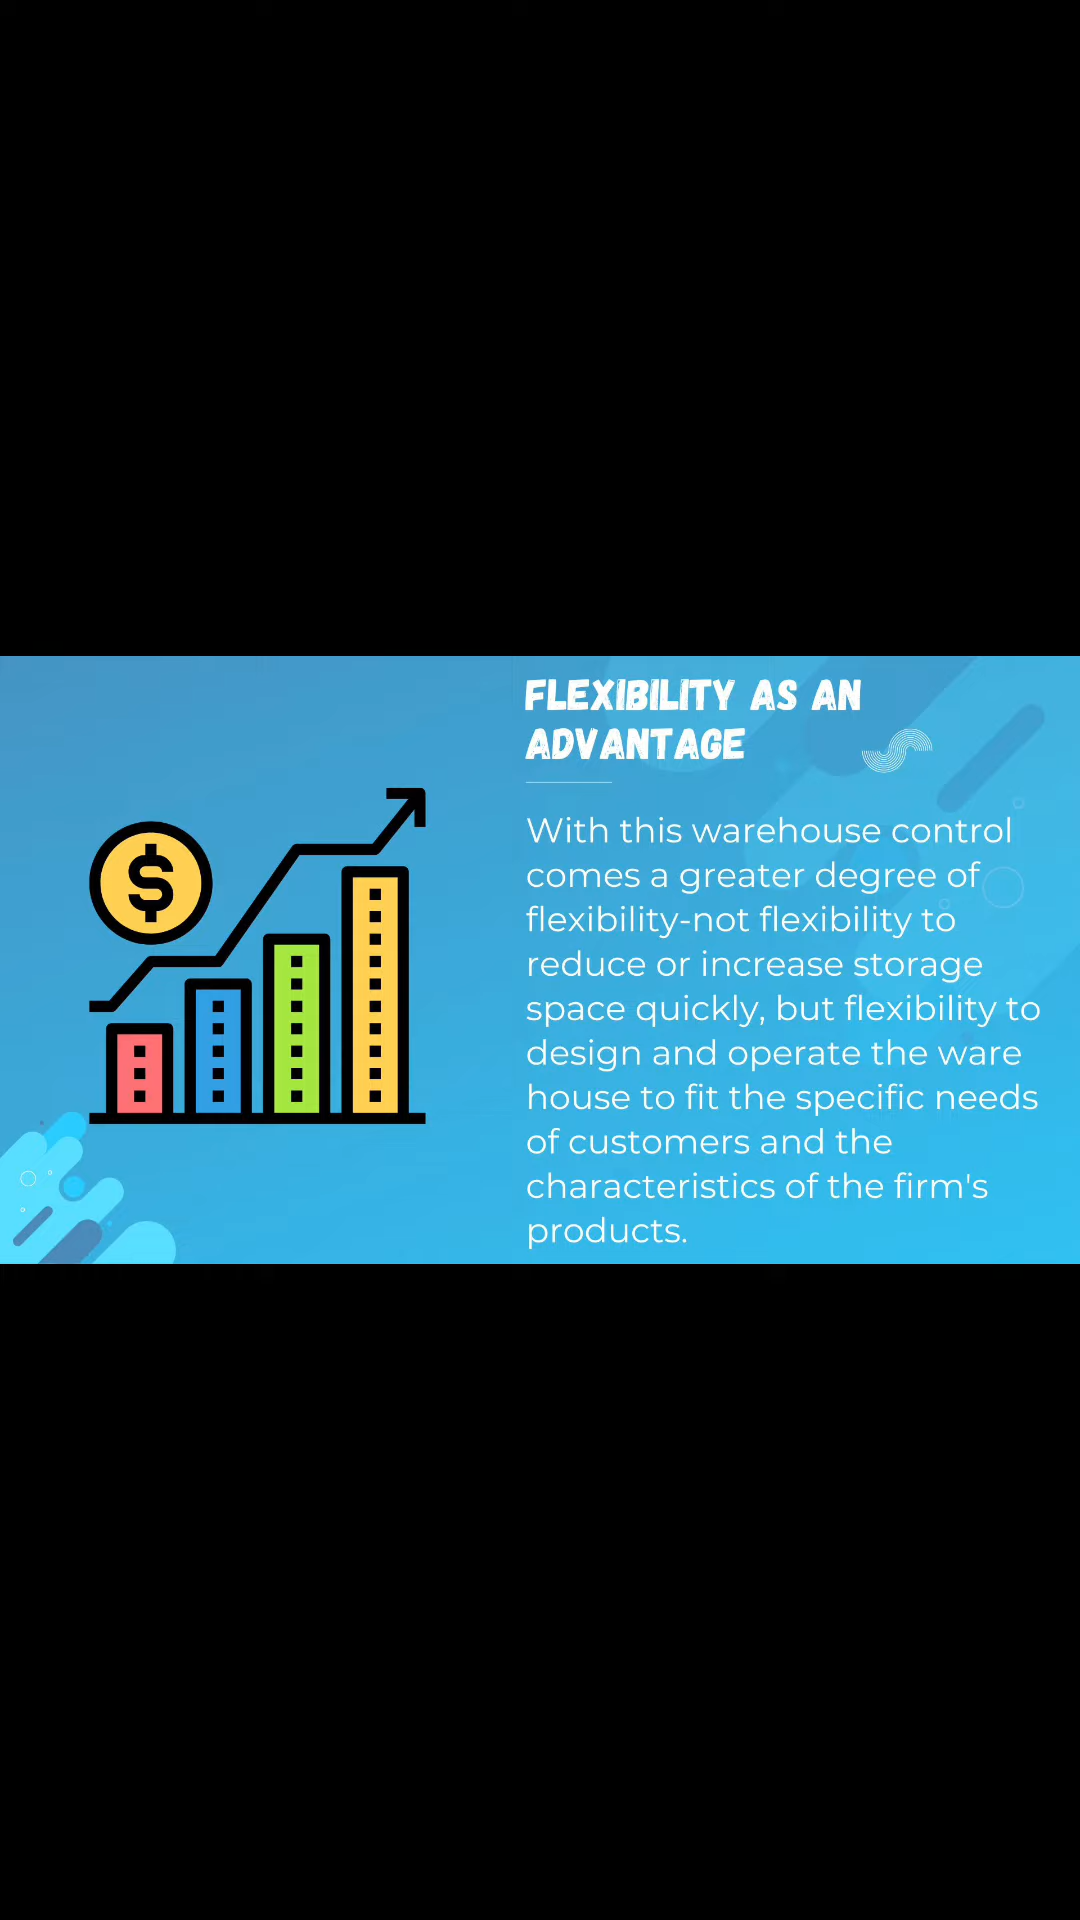 $
FLEXIBILITY AS AN
ADVANTAGE
With this warehouse control
comes a greater degree of
flexibility-not flexibility to
reduce or increase storage
space quickly, but flexibility to
design and operate the ware
house to fit the specific needs
of customers and the
characteristics of the firm's
products.